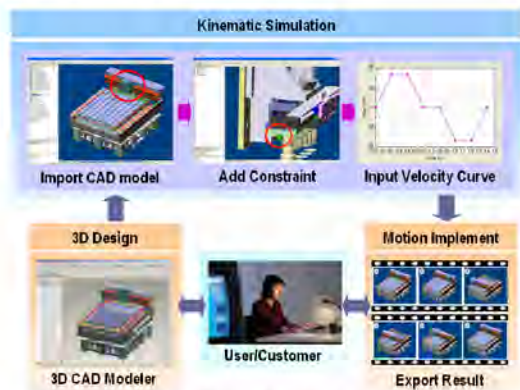 Kinematic Simulation
Import CAD model
Add Constraint
Input Velocity Curve
3D Design
Motion Implement
3D CAD Modeler
User/Customer
Export Result